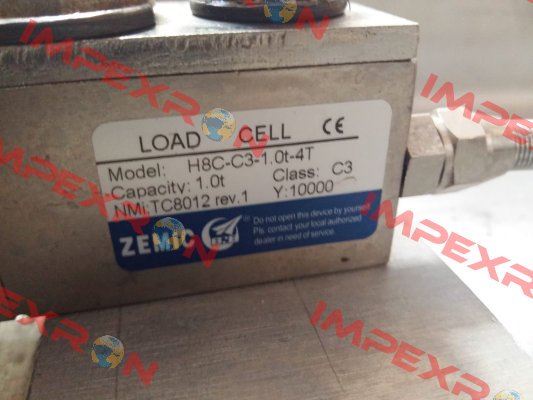 IMPEXRON
LOAD CELL CE
Model: H8C-C3-1.0t-4T
Capacity: 1.0t Class: C3
NMi:TC8012 rev.1 Y:10000
ZEMIC
Do not open this device by yourself.
Pls. contact your local authorized
dealer in need of service.
IMPEXRON
IMPEXRON
IMPEXRON